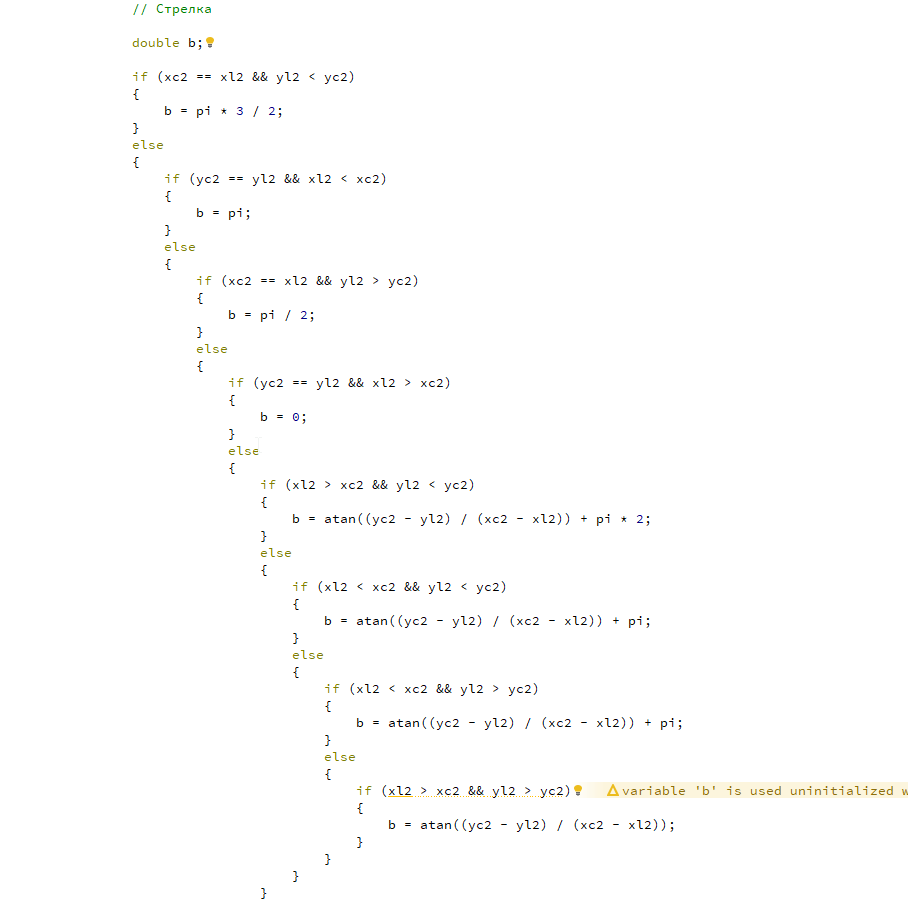 // Стрелка
double b;
if (xc2 == xl2 && yl2 < yc2)
{
b = pi * 3 / 2;
}
else
{
if (yc2 == yl2 && xl2 < xc2)
{
b = pi;
}
else
{
if (xc2 == xl2 && yl2 > yc2)
{
b = pi / 2;
}
else
{
if (yc2 == yl2 && xl2 > xc2)
{
b = 0;
}
else
{
if (xl2 > xc2 && yl2 < yc2)
{
b = atan((yc2 - yl2) / (xc2 - xl2)) + pi * 2;
}
else
{
if (xl2 < xc2 && yl2 < yc2)
{
b = atan((yc2 - yl2) / (xc2 - xl2)) + pi;
}
else
{
if (xl2 < xc2 && yl2 > yc2)
{
b = atan((yc2 - yl2) / (xc2 - xl2)) + pi;
}
else
{
if (xl2 > xc2 && yl2 > yc2) variable 'b' is used uninitialized w
{
b = atan((yc2 - yl2) / (xc2 - xl2));
}
}
}
}